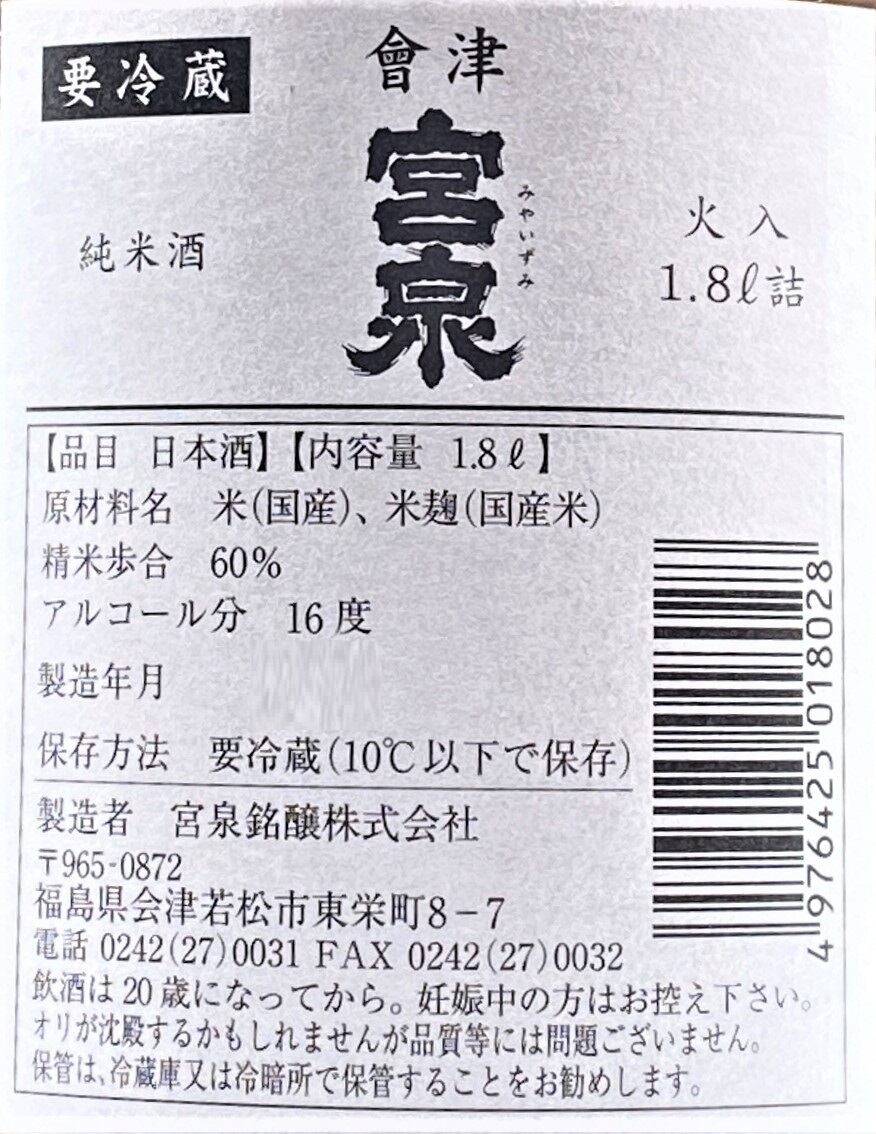 要冷蔵
會津
宮泉
みやいずみ
純米酒
火入
1.8ℓ詰
【品目 日本酒】【内容量 1.8ℓ】
原材料名 米(国産)、米麹(国産米)
精米歩合 60%
アルコール分 16度
製造年月
保存方法 要冷蔵(10℃以下で保存)
製造者 宮泉銘醸株式会社
〒965-0872
福島県会津若松市東栄町8-7
電話 0242(27)0031 FAX 0242(27)0032
飲酒は20歳になってから。妊娠中の方はお控え下さい。
オリが沈殿するかもしれませんが品質等には問題ございません。
保管は、冷蔵庫又は冷暗所で保管することをお勧めします。
4976425018028